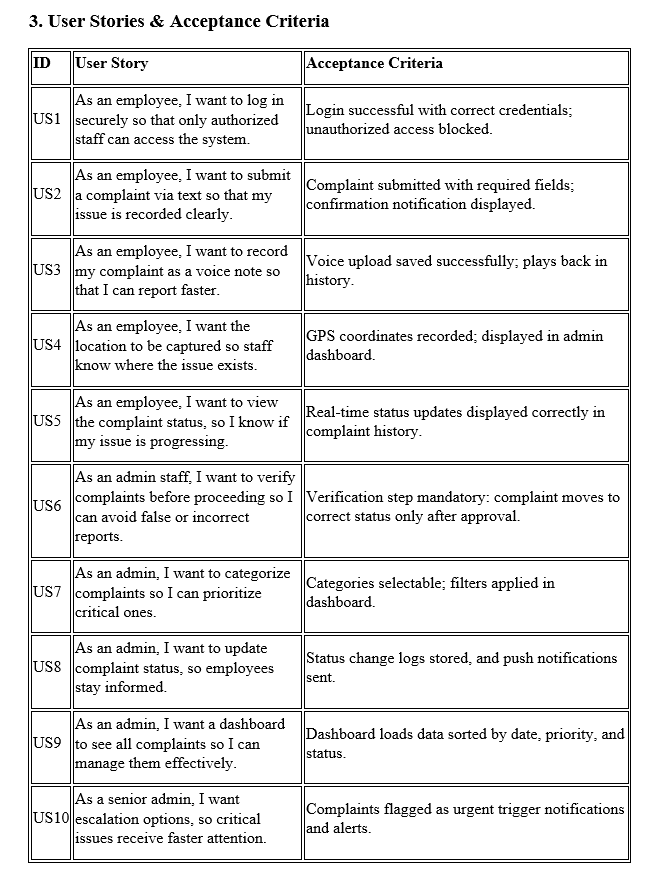 3. User Stories & Acceptance Criteria
ID
User Story
Acceptance Criteria
US1
As an employee, I want to log in
securely so that only authorized
staff can access the system.
Login successful with correct credentials;
unauthorized access blocked.
US2
As an employee, I want to submit
a complaint via text so that my
issue is recorded clearly.
Complaint submitted with required fields;
confirmation notification displayed.
US3
As an employee, I want to record
my complaint as a voice note so
that I can report faster.
Voice upload saved successfully; plays back in
history.
US4
As an employee, I want the
location to be captured so staff
know where the issue exists.
GPS coordinates recorded; displayed in admin
dashboard.
US5
As an employee, I want to view
the complaint status, so I know if
my issue is progressing.
Real-time status updates displayed correctly in
complaint history.
US6
As an admin staff, I want to verify
complaints before proceeding so I
can avoid false or incorrect
reports.
Verification step mandatory: complaint moves to
correct status only after approval.
US7
As an admin, I want to categorize
complaints so I can prioritize
critical ones.
Categories selectable; filters applied in
dashboard.
US8
As an admin, I want to update
complaint status, so employees
stay informed.
Status change logs stored, and push notifications
sent.
US9
As an admin, I want a dashboard
to see all complaints so I can
manage them effectively.
Dashboard loads data sorted by date, priority, and
status.
US10
As a senior admin, I want
escalation options, so critical
issues receive faster attention.
Complaints flagged as urgent trigger notifications
and alerts.